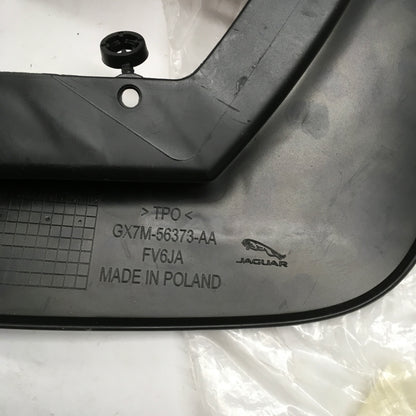 > TPO <
GX7M-56373-AA
FV6JA
MADE IN POLAND
JAGUAR